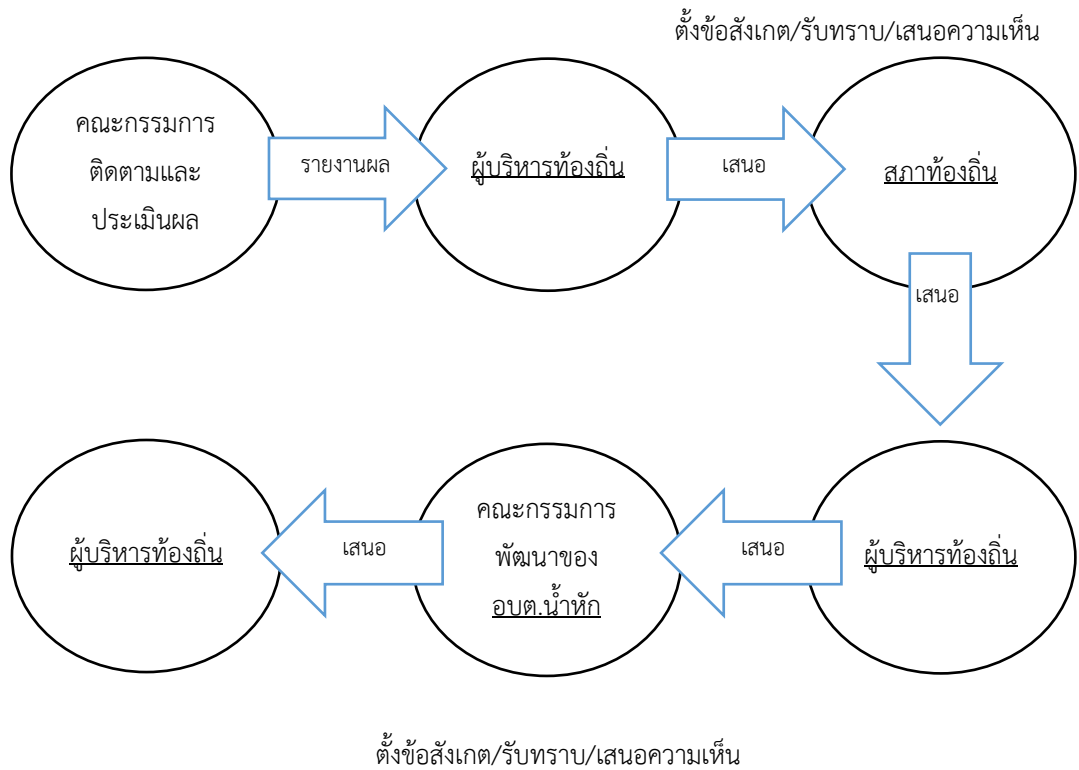 ตั้งข้อสังเกต/รับทราบ/เสนอความเห็น
คณะกรรมการ
ติดตามและ
ประเมินผล
รายงานผล
ผู้บริหารท้องถิ่น
เสนอ
สภาท้องถิ่น
เสนอ
ผู้บริหารท้องถิ่น
เสนอ
คณะกรรมการ
พัฒนาของ
อบต.น้ำหัก
เสนอ
ผู้บริหารท้องถิ่น
ตั้งข้อสังเกต/รับทราบ/เสนอความเห็น